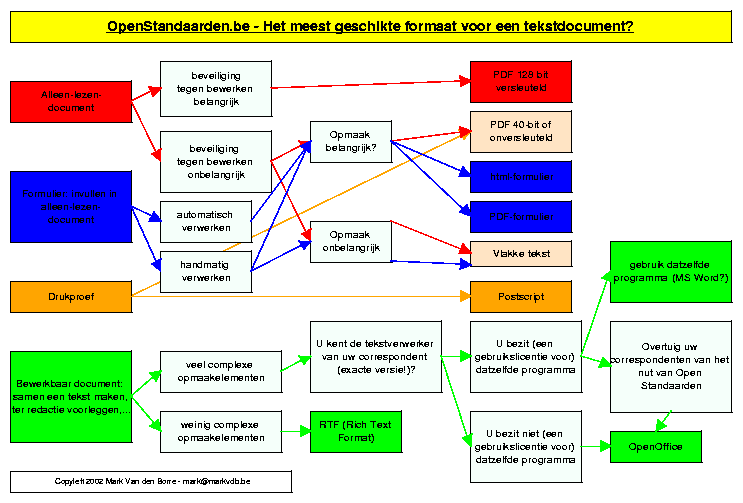 OpenStandaarden.be - Het meest geschikte formaat voor een tekstdocument?
Alleen-lezen-
document
beveiliging
tegen bewerken
belangrijk
PDF 128 bit
versleuteld
beveiliging
tegen bewerken
onbelangrijk
Opmaak
belangrijk?
PDF 40-bit of
onversleuteld
Formulier: invullen in
alleen-lezen
document
html-formulier
automatisch
verwerken
PDF-formulier
Opmaak
onbelangrijk
Vlakke tekst
handmatig
verwerken
gebruik datzelfde
programma (MS Word?)
Drukproef
Postscript
U kent de tekstverwerker
van uw correspondent
(exacte versie!)?
U bezit (een
gebruikslicentie voor)
datzelfde programma
Overtuig uw
correspondenten van het
nut van Open
Standaarden
Bewerkbaar document:
samen een tekst maken,
ter redactie voorleggen,...
veel complexe
opmaakelementen
weinig complexe
opmaakelementen
RTF (Rich Text
Format)
U bezit niet (een
gebruikslicentie voor)
datzelfde programma
OpenOffice
Copyleft 2002 Mark Van den Borre - mark@markvdb.be